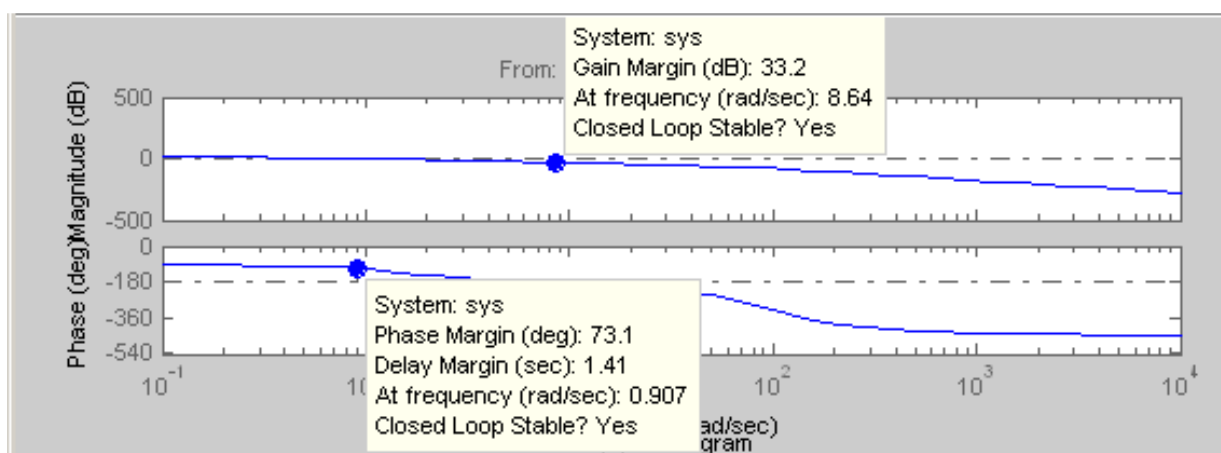 System: sys
Gain Margin (dB): 33.2
At frequency (rad/sec): 8.64
Closed Loop Stable? Yes
From:
Magnitude (dB)
500
0
-500
Phase (deg)
0
-180
-360
-540
System: sys
Phase Margin (deg): 73.1
Delay Margin (sec): 1.41
At frequency (rad/sec): 0.907
Closed Loop Stable? Yes
10^-1
10^2
10^3
10^4
ad/sec)
gram